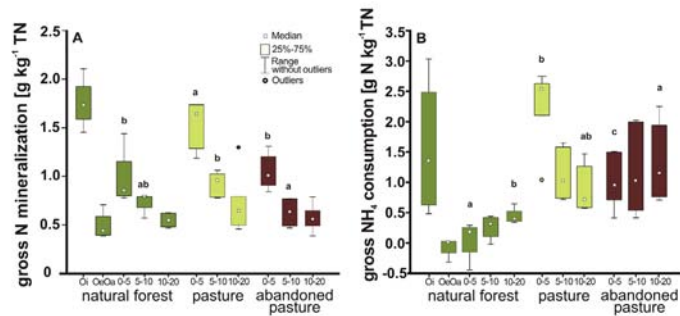 A
gross N mineralization [g kg⁻¹ TN]
2.5
2.0
1.5
1.0
0.5
0
b
ab
a
b
b
b
a
Median
25%-75%
Range
without outliers
Outliers
Oi OeOa 0-5 5-10 10-20 0-5 5-10 10-20 0-5 5-10 10-20
natural forest pasture abandoned
pasture
B
gross NH₄ consumption [g N kg⁻¹ TN]
3.5
3.0
2.5
2.0
1.5
1.0
0.5
0.0
-0.5
a
b
b
a
ab
c
a
Oi OeOa 0-5 5-10 10-20 0-5 5-10 10-20 0-5 5-10 10-20
natural forest pasture abandoned
pasture